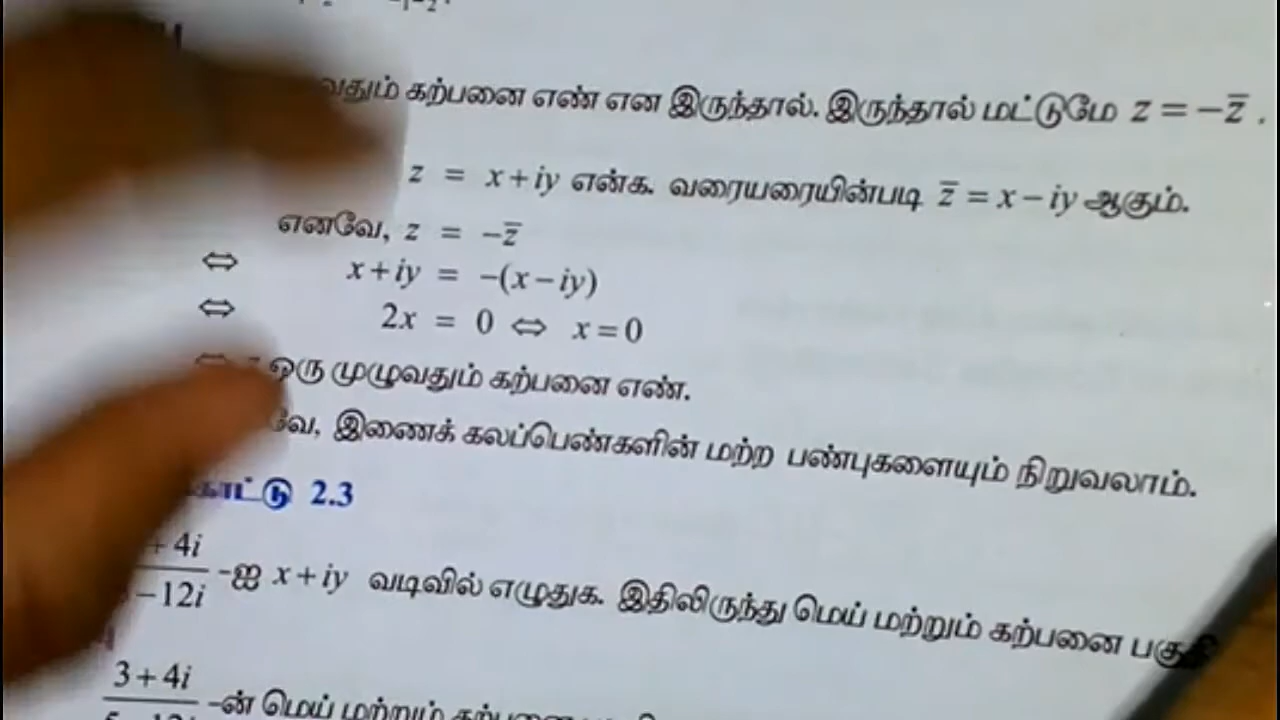 கற்பனை எண் என இருந்தால். இருந்தால் மட்டுமே z = −z̅ .
z = x + iy என்க. வரையரையின்படி z̅ = x − iy ஆகும்.
எனவே, z = −z̅
⇔ x + iy = −(x − iy)
⇔ 2x = 0 ⇔ x = 0
ஒரு முழுவதும் கற்பனை எண்.
இணைக் கலப்பெண்களின் மற்ற பண்புகளையும் நிறுவலாம்.
2.3
+ 4i / − 12i -ஐ x + iy வடிவில் எழுதுக. இதிலிருந்து மெய் மற்றும் கற்பனை
3 + 4i -ன் மெய் மற்றும்